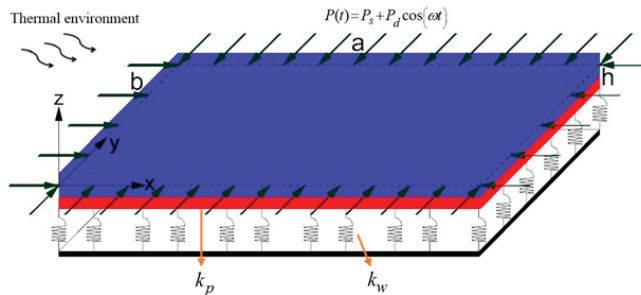 Thermal environment
P(t)=P_s+P_d cos(ωt)
a
b
h
z
y
x
k_p
k_w